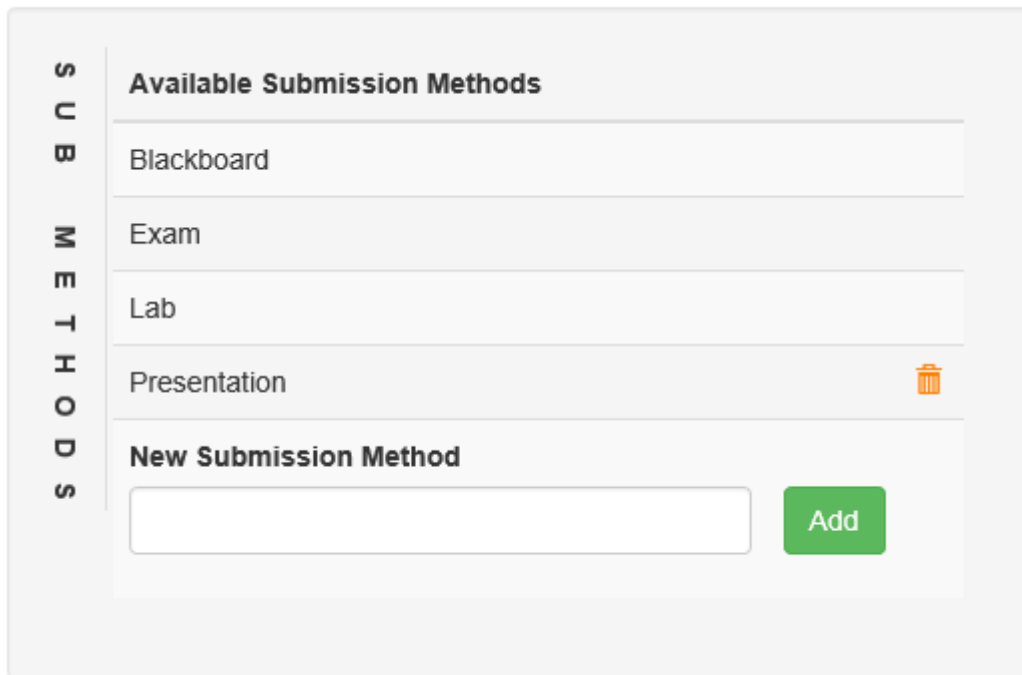 SUB METHODS
Available Submission Methods
Blackboard
Exam
Lab
Presentation
New Submission Method
Add